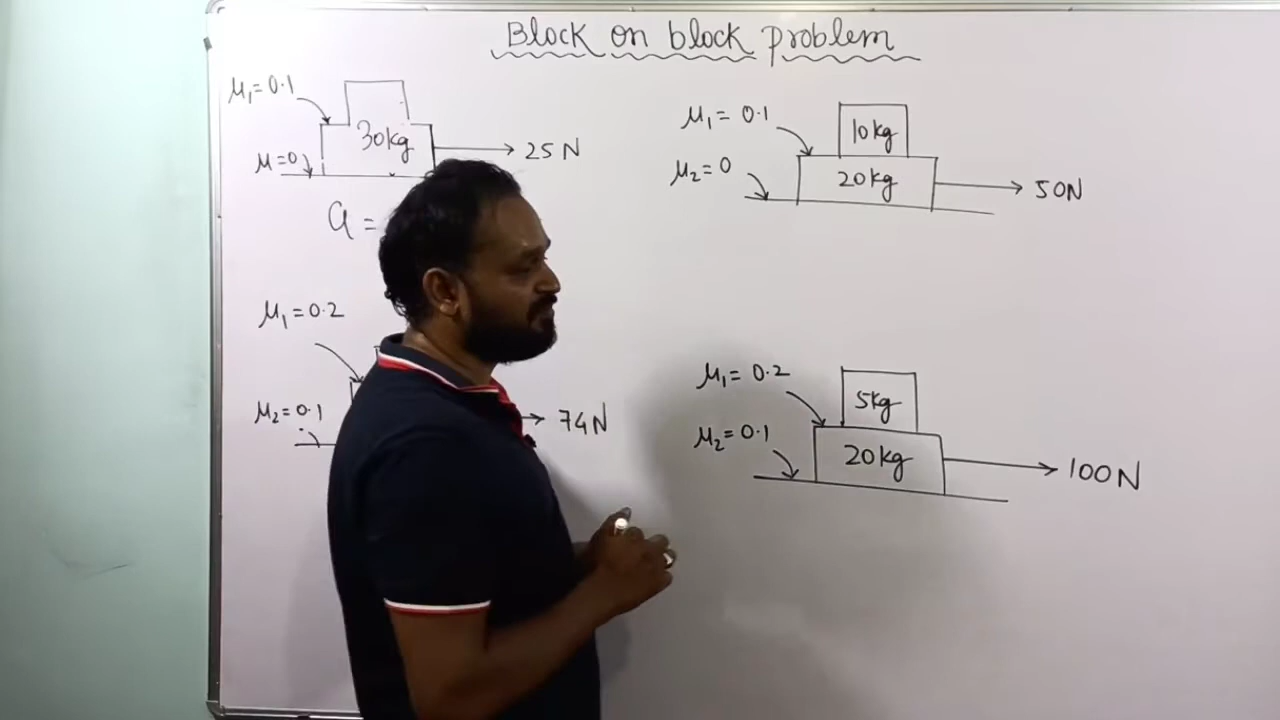 Block on block problem
μ₁=0.1
30kg
25N
μ=0
a=
μ₁=0.2
μ₂=0.1
74N
μ₁=0.1
10kg
μ₂=0
20kg
50N
μ₁=0.2
5kg
μ₂=0.1
20kg
100N